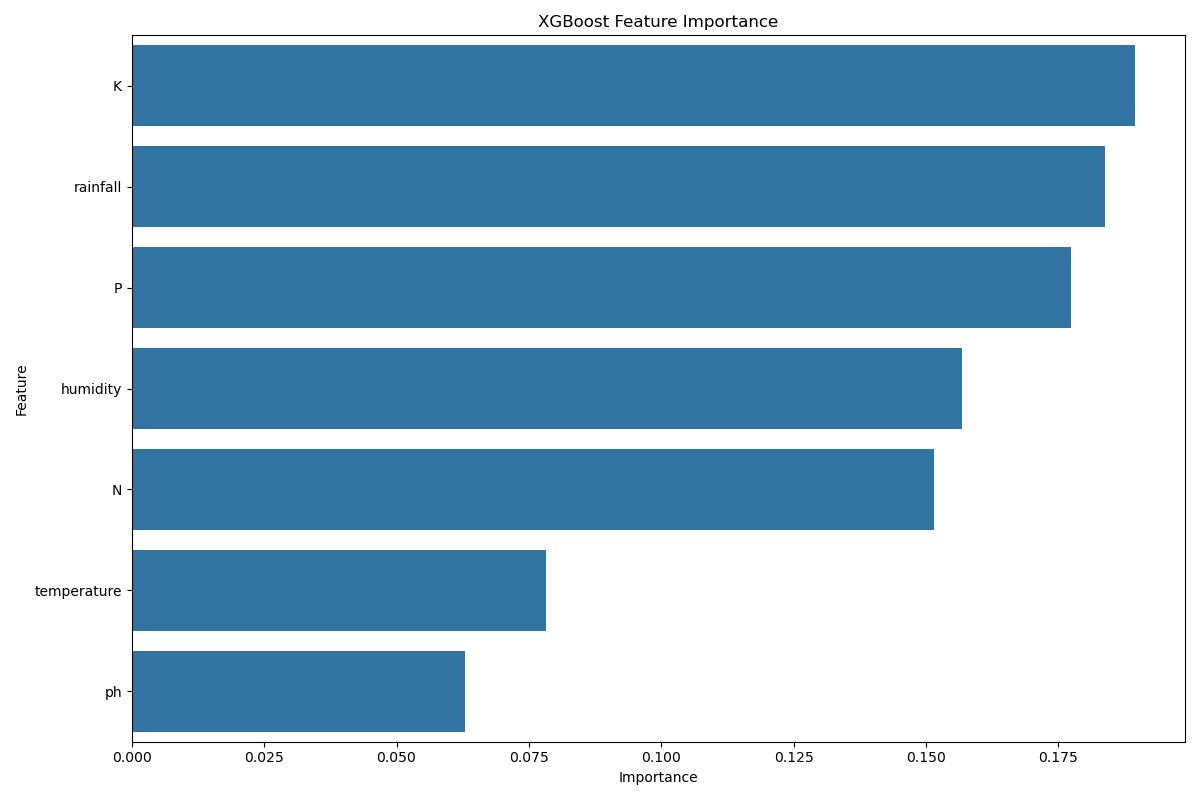 XGBoost Feature Importance
K
rainfall
P
humidity
N
temperature
ph
Feature
0.000 0.025 0.050 0.075 0.100 0.125 0.150 0.175
Importance